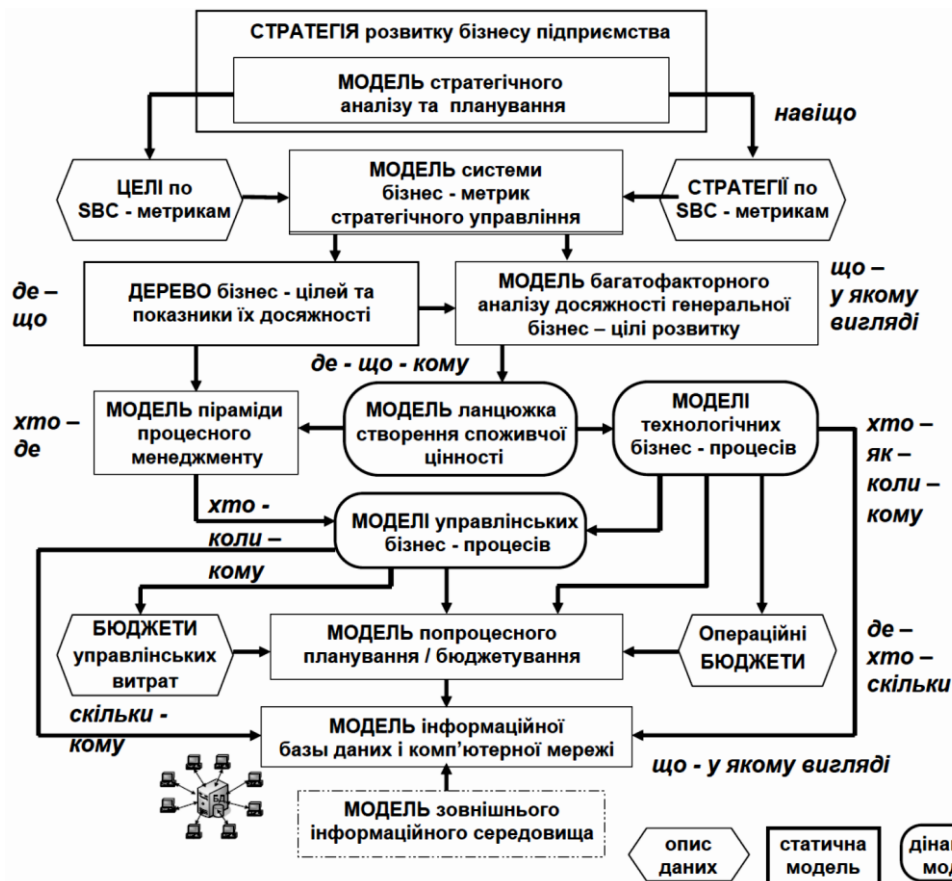 СТРАТЕГІЯ розвитку бізнесу підприємства
МОДЕЛЬ стратегічного
аналізу та планування
навіщо
ЦЕЛІ по
SBC - метрикам
МОДЕЛЬ системи
бізнес - метрик
стратегічного управління
СТРАТЕГІЇ по
SBC - метрикам
де –
що
ДЕРЕВО бізнес - цілей та
показники їх досяжності
МОДЕЛЬ багатофакторного
аналізу досяжності генеральної
бізнес – цілі розвитку
що –
у якому
вигляді
де - що - кому
хто –
де
МОДЕЛЬ піраміди
процесного
менеджменту
МОДЕЛЬ ланцюжка
створення споживчої
цінності
МОДЕЛІ
технологічних
бізнес - процесів
хто –
як –
коли –
кому
хто -
коли –
кому
МОДЕЛІ управлінських
бізнес - процесів
БЮДЖЕТИ
управлінських
витрат
МОДЕЛЬ попроцесного
планування / бюджетування
Операційні
БЮДЖЕТИ
де –
хто –
скільки
скільки -
кому
МОДЕЛЬ інформаційної
базы даних і комп’ютерної мережі
що - у якому вигляді
МОДЕЛЬ зовнішнього
інформаційного середовища
опис
даних
статична
модель